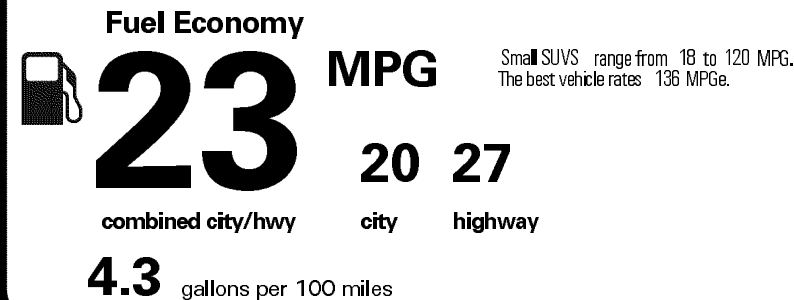 Fuel Economy
23 MPG
Small SUVS range from 18 to 120 MPG.
The best vehicle rates 136 MPGe.
20 27
combined city/hwy city highway
4.3 gallons per 100 miles